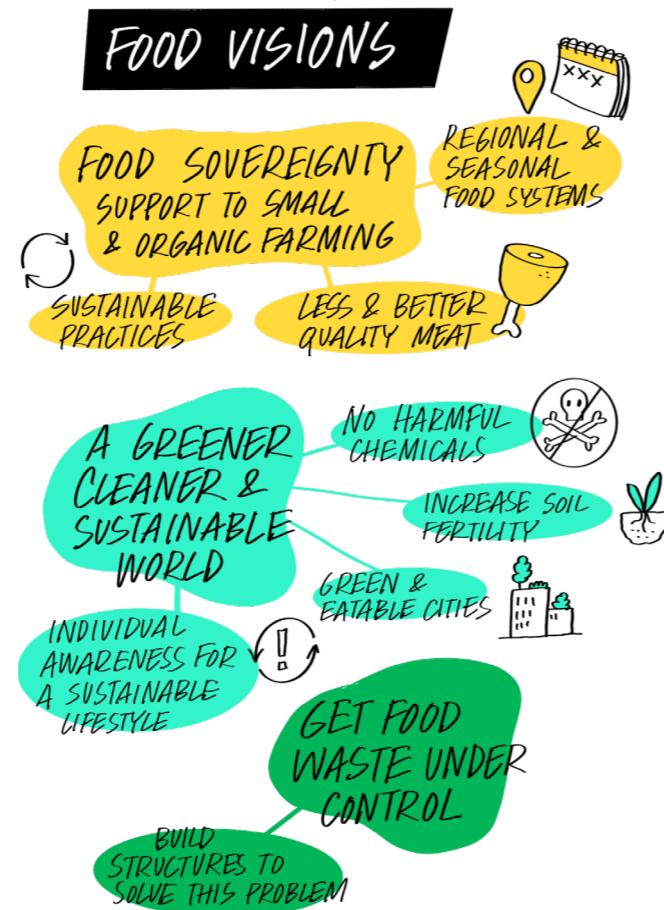 FOOD VISIONS
XXX
FOOD SOVEREIGNTY
SUPPORT TO SMALL
& ORGANIC FARMING
REGIONAL &
SEASONAL
FOOD SYSTEMS
SUSTAINABLE
PRACTICES
LESS & BETTER
QUALITY MEAT
A GREENER
CLEANER &
SUSTAINABLE
WORLD
NO HARMFUL
CHEMICALS
INCREASE SOIL
FERTILITY
GREEN &
EATABLE CITIES
INDIVIDUAL
AWARENESS FOR
A SUSTAINABLE
LIFESTYLE
!
GET FOOD
WASTE UNDER
CONTROL
BUILD
STRUCTURES TO
SOLVE THIS PROBLEM